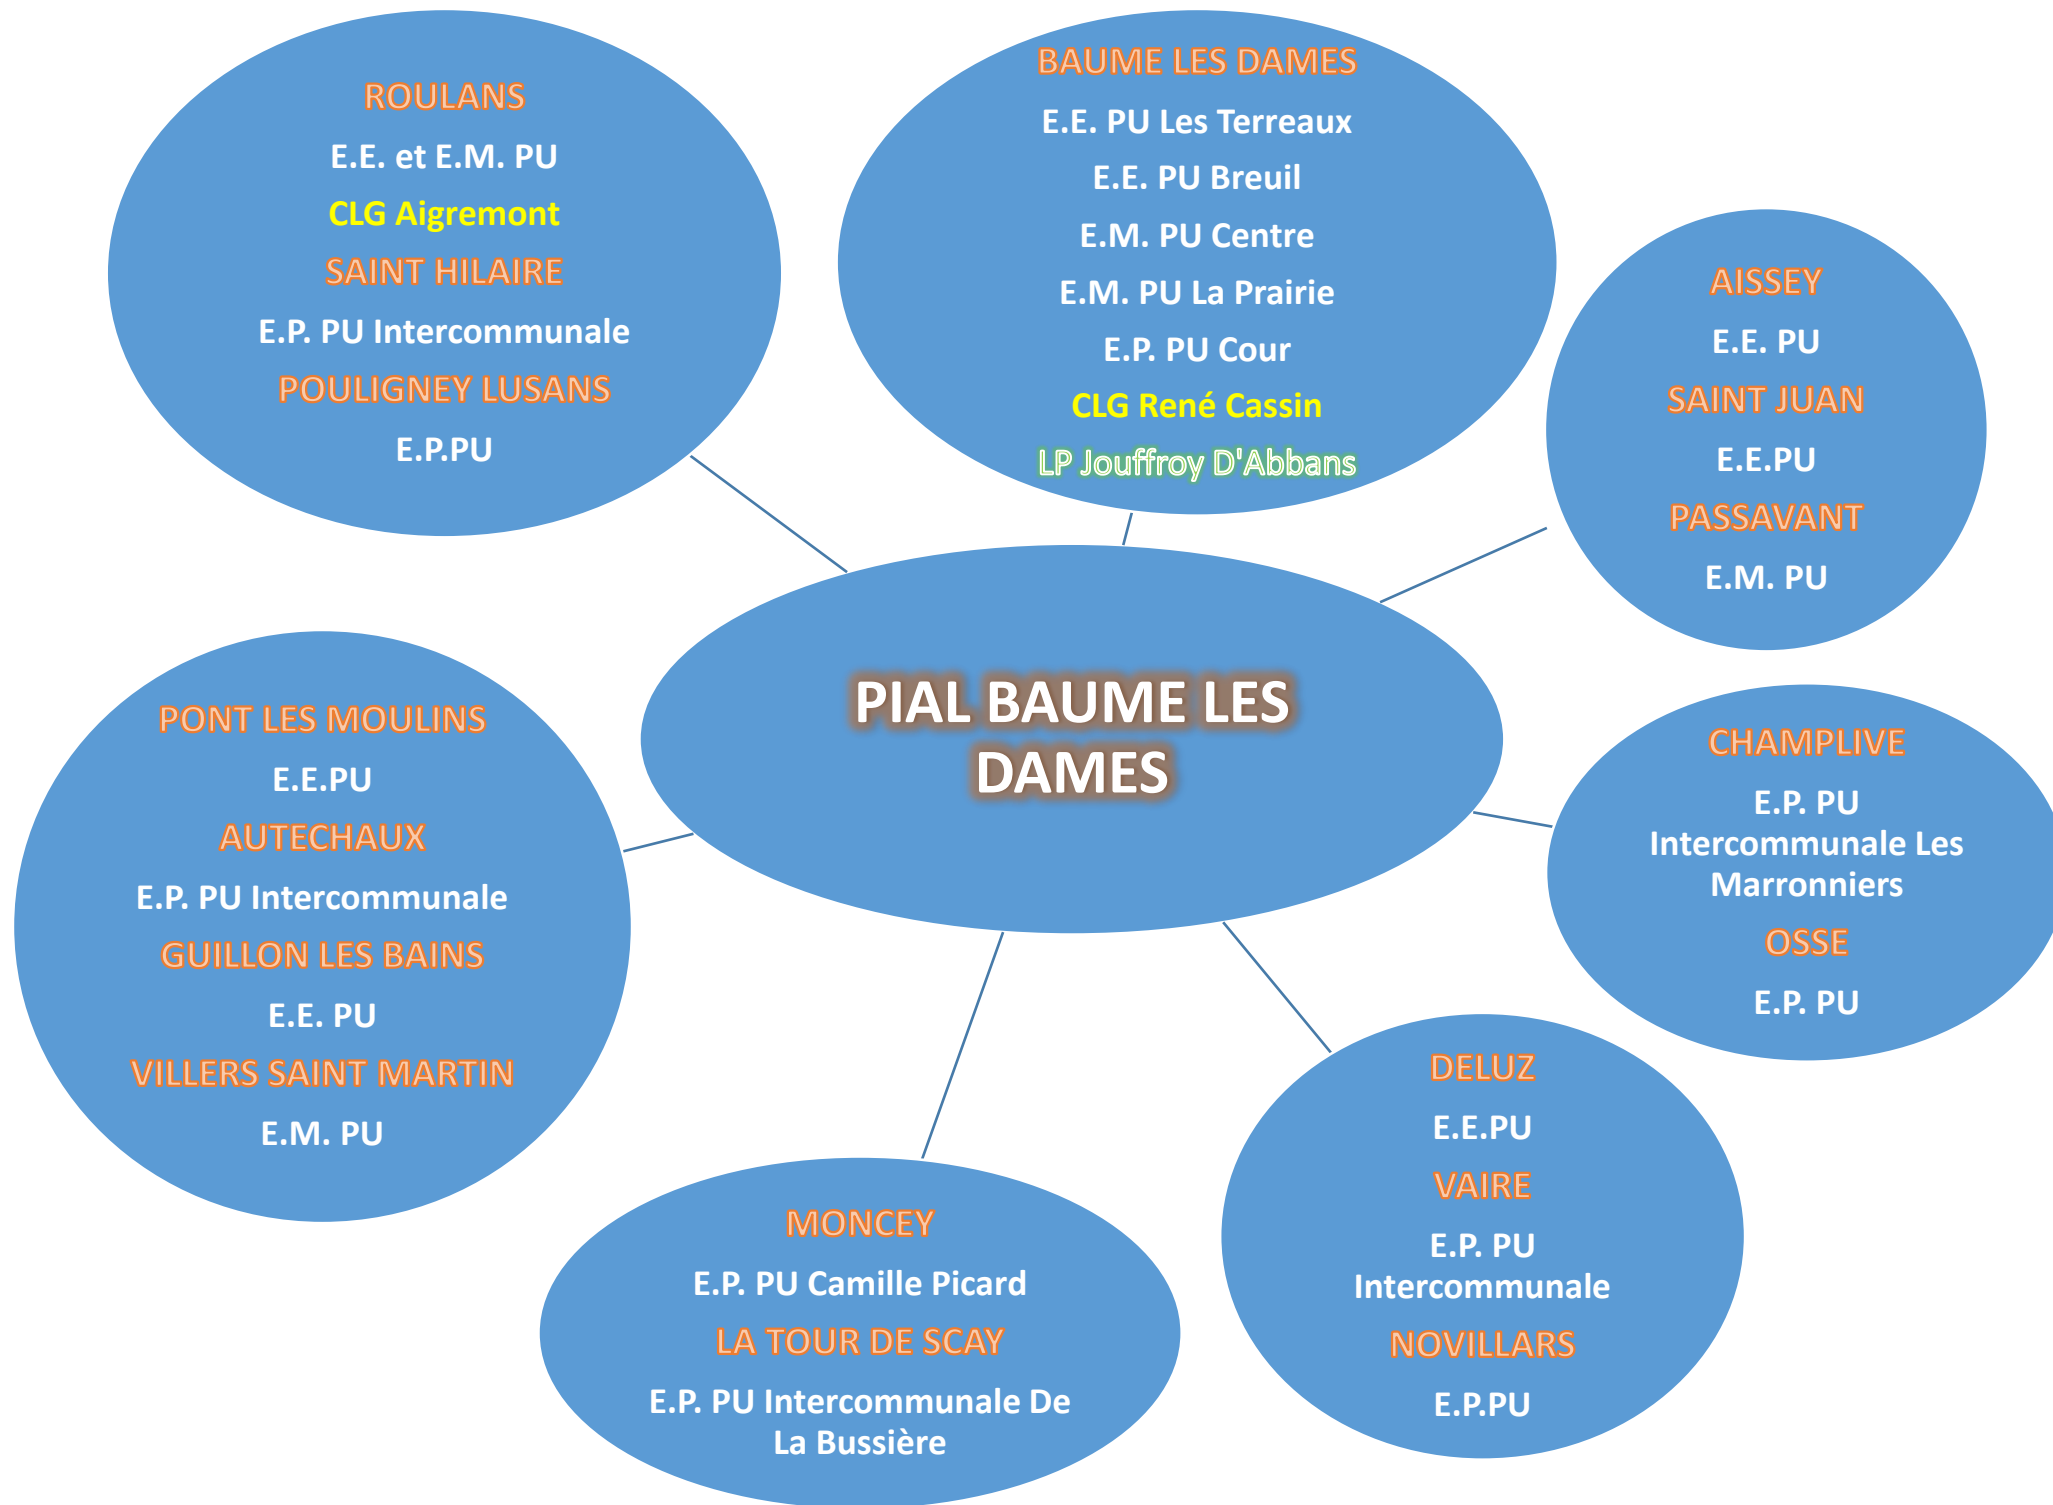 ROULANS
E.E. et E.M. PU
CLG Aigremont
SAINT HILAIRE
E.P. PU Intercommunale
POULIGNEY LUSANS
E.P.PU
BAUME LES DAMES
E.E. PU Les Terreaux
E.E. PU Breuil
E.M. PU Centre
E.M. PU La Prairie
E.P. PU Cour
CLG René Cassin
LP Jouffroy D'Abbans
AISSEY
E.E. PU
SAINT JUAN
E.E.PU
PASSAVANT
E.M. PU
PIAL BAUME LES
DAMES
PONT LES MOULINS
E.E.PU
AUTECHAUX
E.P. PU Intercommunale
GUILLON LES BAINS
E.E. PU
VILLERS SAINT MARTIN
E.M. PU
CHAMPLIVE
E.P. PU
Intercommunale Les
Marronniers
OSSE
E.P. PU
MONCEY
E.P. PU Camille Picard
LA TOUR DE SCAY
E.P. PU Intercommunale De
La Bussière
DELUZ
E.E.PU
VAIRE
E.P. PU
Intercommunale
NOVILLARS
E.P.PU